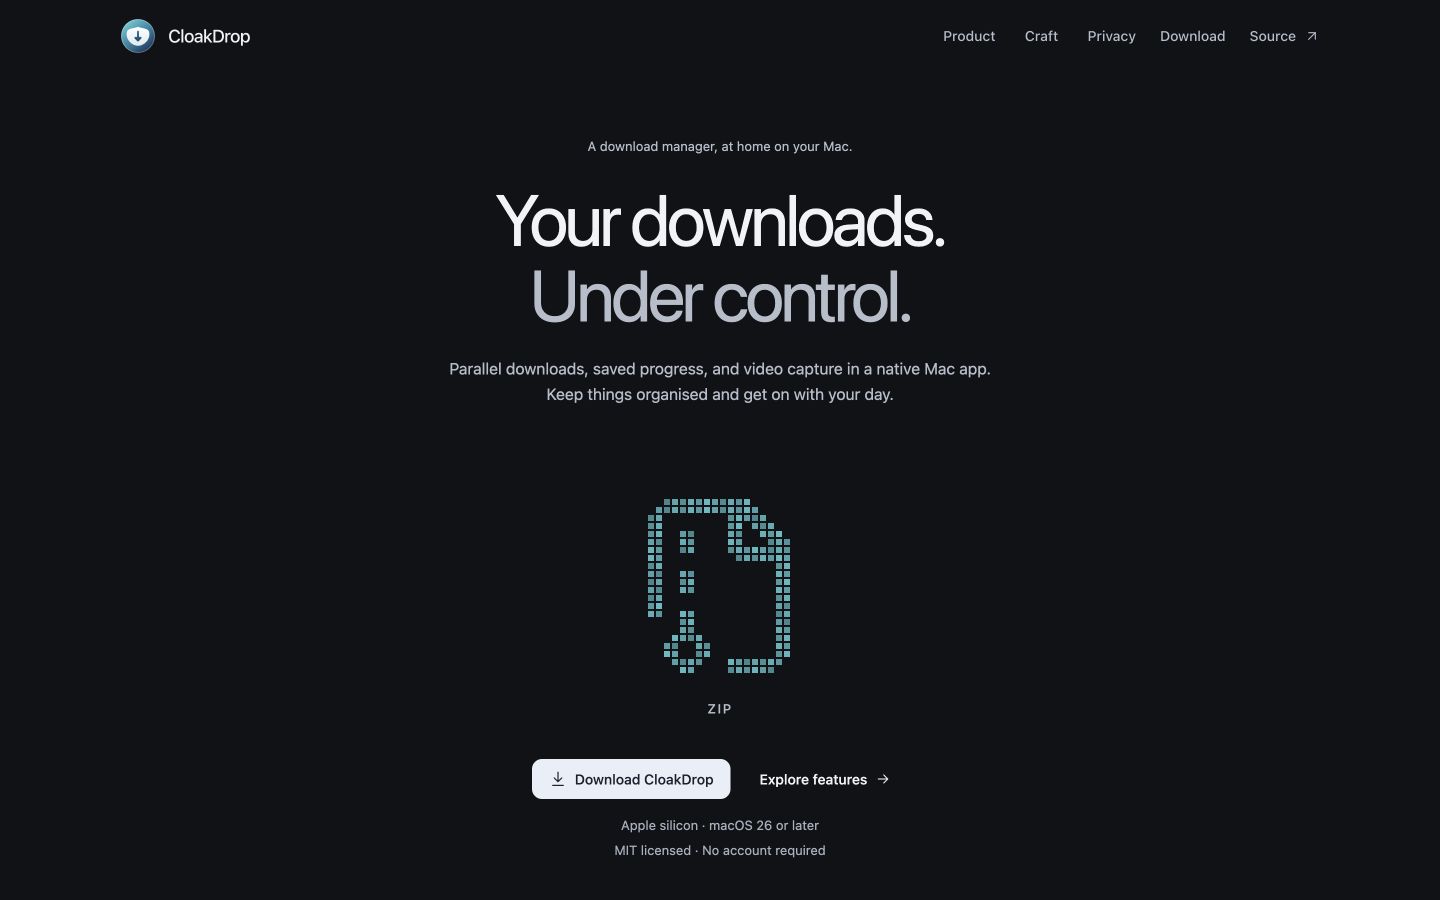 CloakDrop
Product
Craft
Privacy
Download
Source
A download manager, at home on your Mac.
Your downloads.
Under control.
Parallel downloads, saved progress, and video capture in a native Mac app.
Keep things organised and get on with your day.
ZIP
Download CloakDrop
Explore features
Apple silicon · macOS 26 or later
MIT licensed · No account required